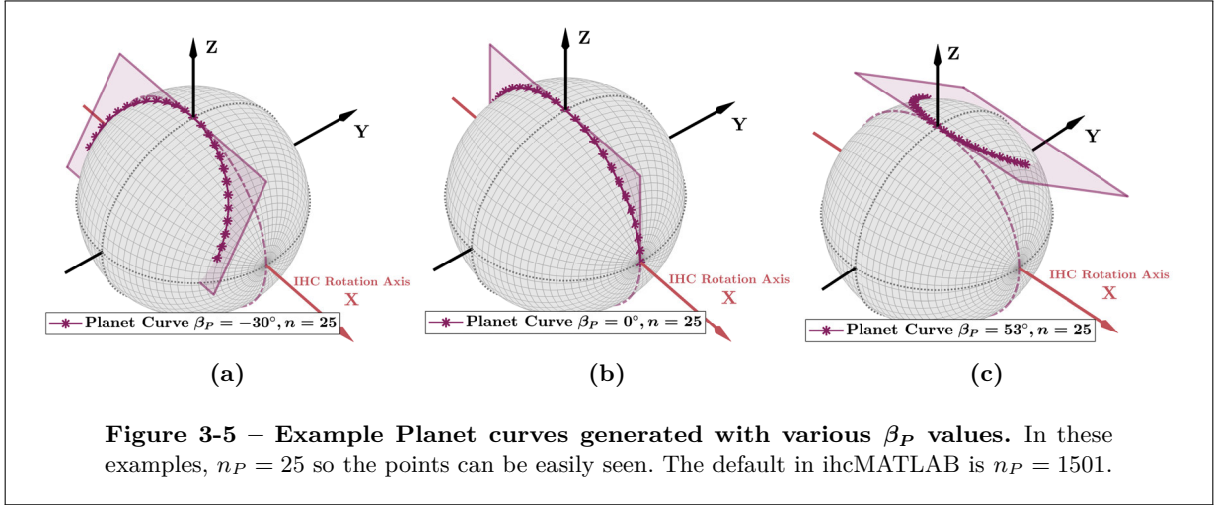 Z
Y
IHC Rotation Axis
X
Planet Curve β_P = −30°, n = 25
(a)
Z
Y
IHC Rotation Axis
X
Planet Curve β_P = 0°, n = 25
(b)
Z
Y
IHC Rotation Axis
X
Planet Curve β_P = 53°, n = 25
(c)
Figure 3-5 – Example Planet curves generated with various β_P values. In these
examples, n_P = 25 so the points can be easily seen. The default in ihcMATLAB is n_P = 1501.